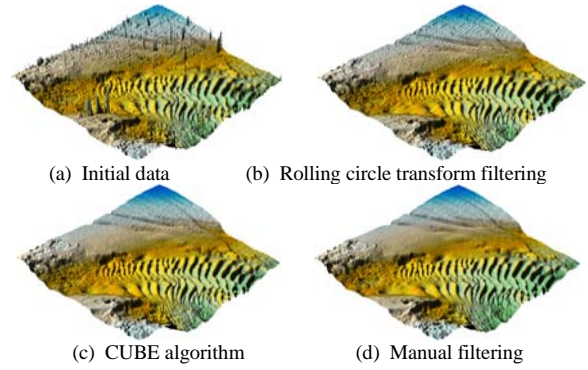 (a) Initial data
(b) Rolling circle transform filtering
(c) CUBE algorithm
(d) Manual filtering